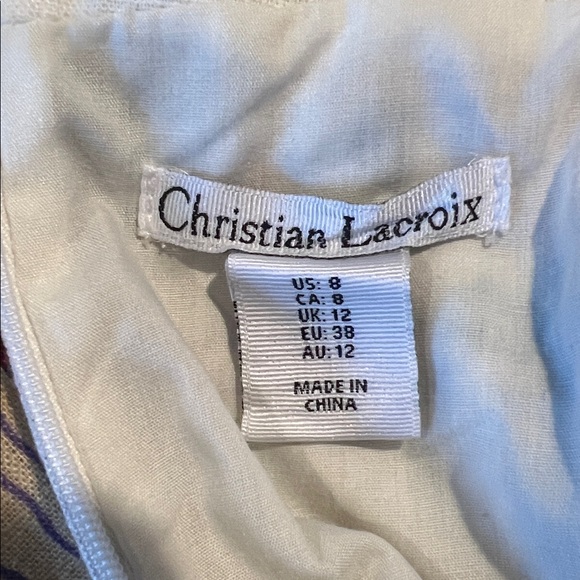 Christian Lacroix
US: 8
CA: 8
UK: 12
EU: 38
AU: 12
MADE IN
CHINA